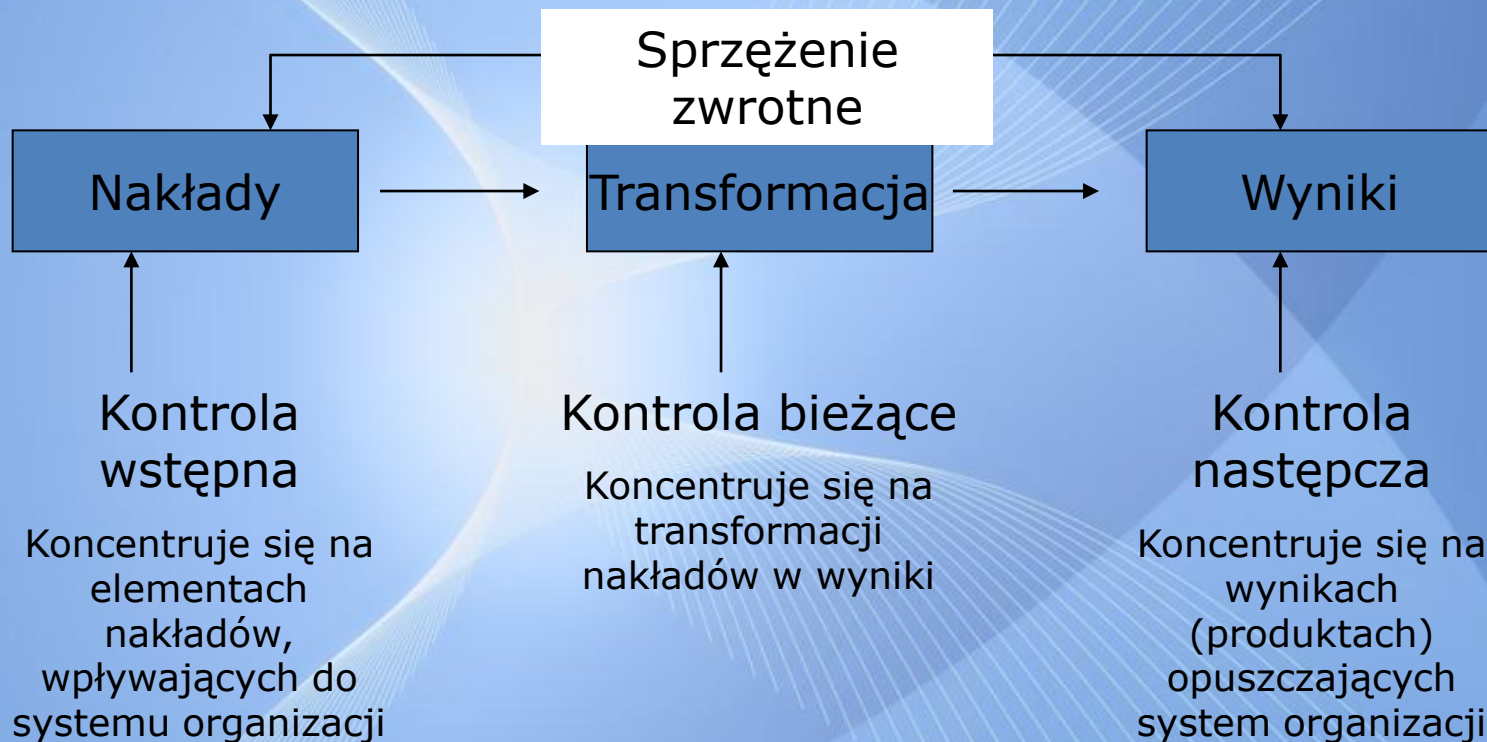 Sprzężenie
zwrotne
Nakłady
Transformacja
Wyniki
Kontrola
wstępna
Koncentruje się na
elementach
nakładów,
wpływających do
systemu organizacji
Kontrola bieżące
Koncentruje się na
transformacji
nakładów w wyniki
Kontrola
następcza
Koncentruje się na
wynikach
(produktach)
opuszczających
system organizacji